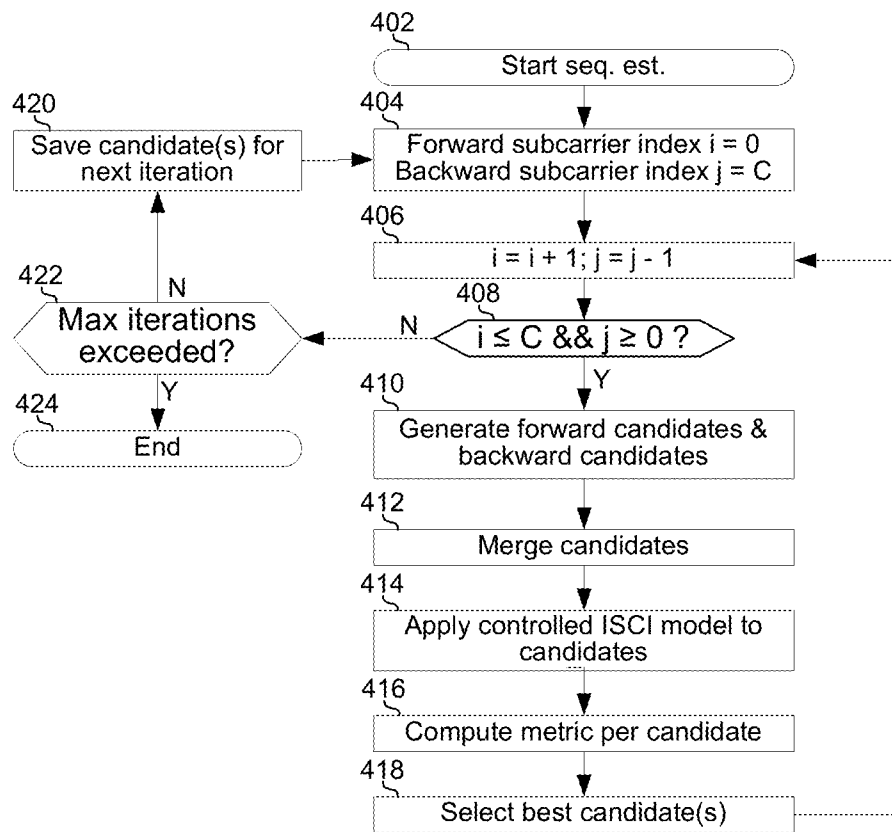 402
Start seq. est.
404
Forward subcarrier index i = 0
Backward subcarrier index j = C
406
i = i + 1; j = j - 1
408
i ≤ C && j ≥ 0 ?
N
Y
410
Generate forward candidates &
backward candidates
412
Merge candidates
414
Apply controlled ISCI model to
candidates
416
Compute metric per candidate
418
Select best candidate(s)
420
Save candidate(s) for
next iteration
N
422
Max iterations
exceeded?
Y
424
End